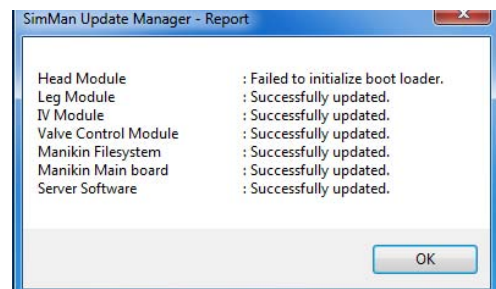 SimMan Update Manager - Report
Head Module : Failed to initialize boot loader.
Leg Module : Successfully updated.
IV Module : Successfully updated.
Valve Control Module : Successfully updated.
Manikin Filesystem : Successfully updated.
Manikin Main board : Successfully updated.
Server Software : Successfully updated.
OK